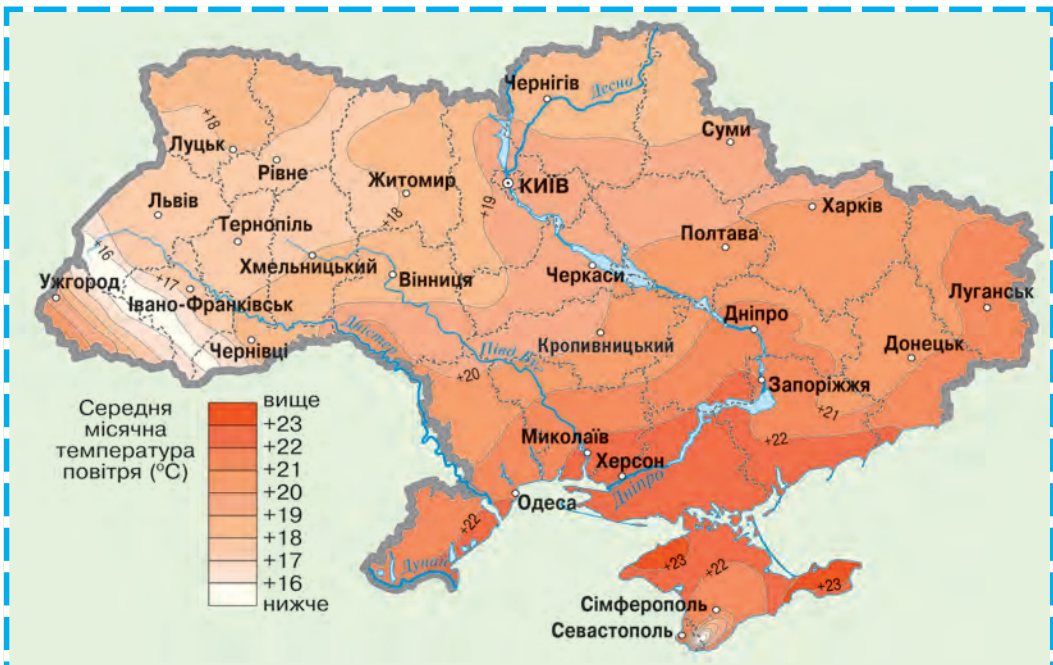 Чернігів
Десна
Суми
+18
Луцьк
Рівне
Житомир
КИЇВ
+19
Харків
Львів
Тернопіль
+18
Полтава
+16
Хмельницький
Вінниця
Черкаси
Ужгород
+17
Івано-Франківськ
Луганськ
Чернівці
Дністер
Півд. Буг
Дніпро
Кропивницький
Донецьк
+20
Запоріжжя
+21
Середня
місячна
температура
повітря (°C)
вище
+23
+22
+21
+20
+19
+18
+17
+16
нижче
+22
Миколаїв
Херсон
Дніпро
Одеса
+22
Дунай
+23
+22
+23
Сімферополь
Севастополь